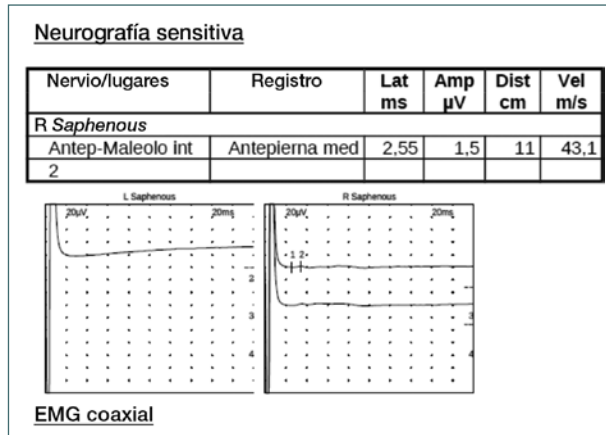 Neurografía sensitiva
Nervio/lugares Registro Lat ms Amp µV Dist cm Vel m/s
R Saphenous
Antep-Maleolo int Antepierna med 2,55 1,5 11 43,1
2
L Saphenous R Saphenous
20µV 20ms 20µV 20ms
1 2
2
3 3
4 4
EMG coaxial